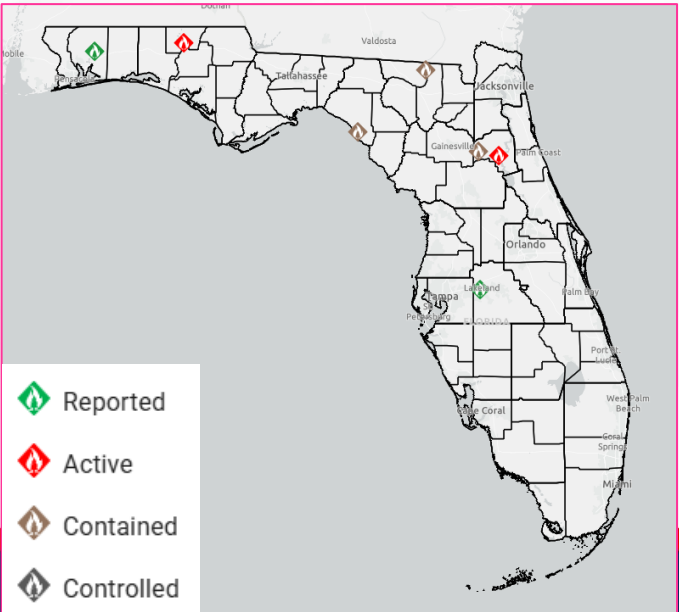 Dothan
Valdosta
Mobile
Pensacola
Tallahassee
Jacksonville
Gainesville
Palm Coast
Orlando
Lakeland
Tampa
St.
Petersburg
Palm Bay
FLORIDA
Port St.
Lucie
West Palm
Beach
Cape Coral
Coral
Springs
Miami
Reported
Active
Contained
Controlled